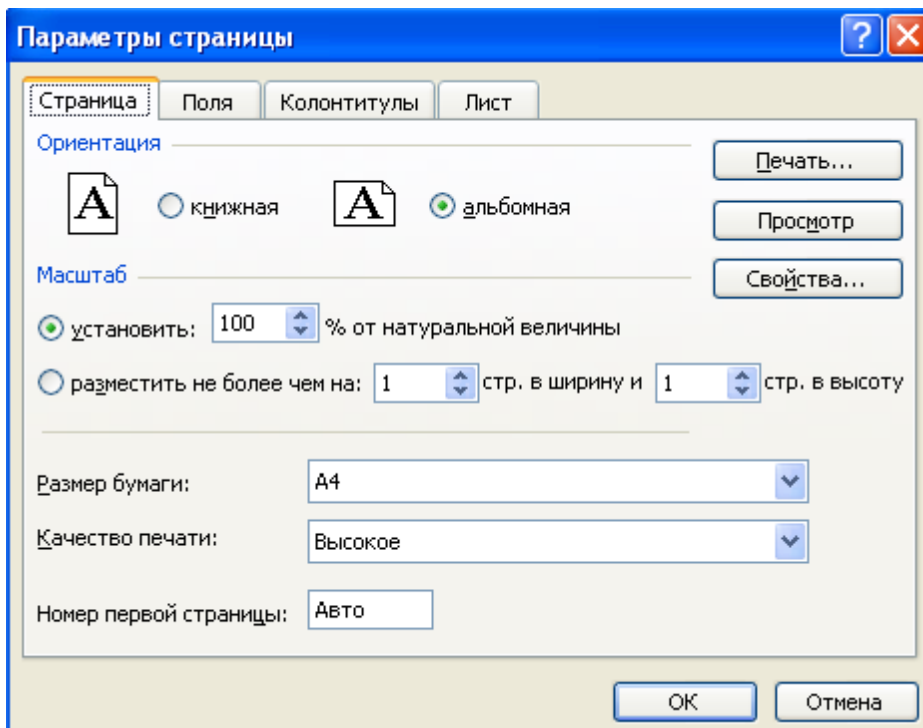 Параметры страницы
Страница Поля Колонтитулы Лист
Ориентация
Печать...
A книжная A альбомная
Просмотр
Масштаб
Свойства...
установить: 100 % от натуральной величины
разместить не более чем на: 1 стр. в ширину и 1 стр. в высоту
Размер бумаги: A4
Качество печати: Высокое
Номер первой страницы: Авто
ОК Отмена